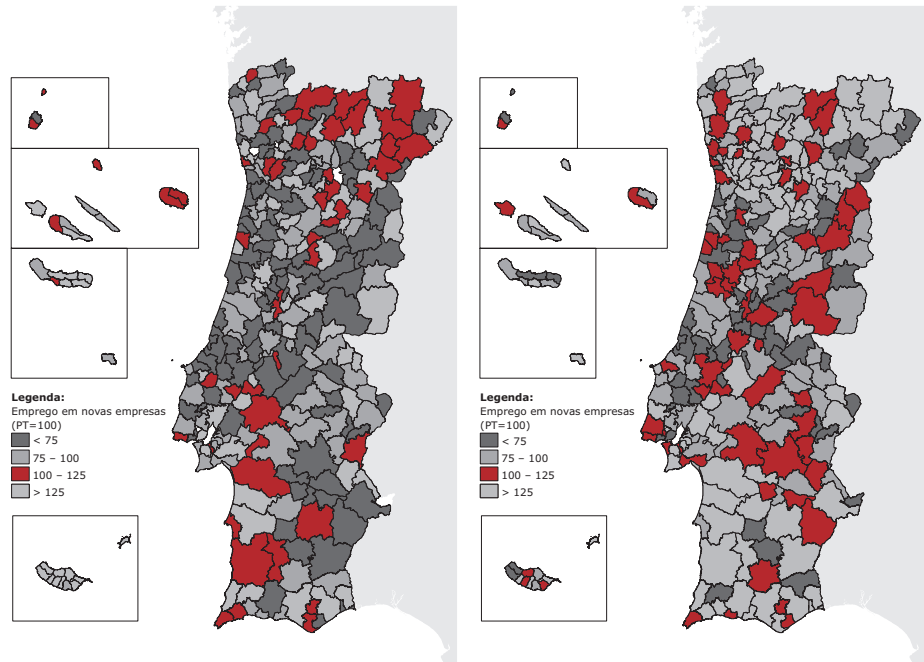 Legenda:
Emprego em novas empresas
(PT=100)
< 75
75 – 100
100 – 125
> 125
Legenda:
Emprego em novas empresas
(PT=100)
< 75
75 – 100
100 – 125
> 125